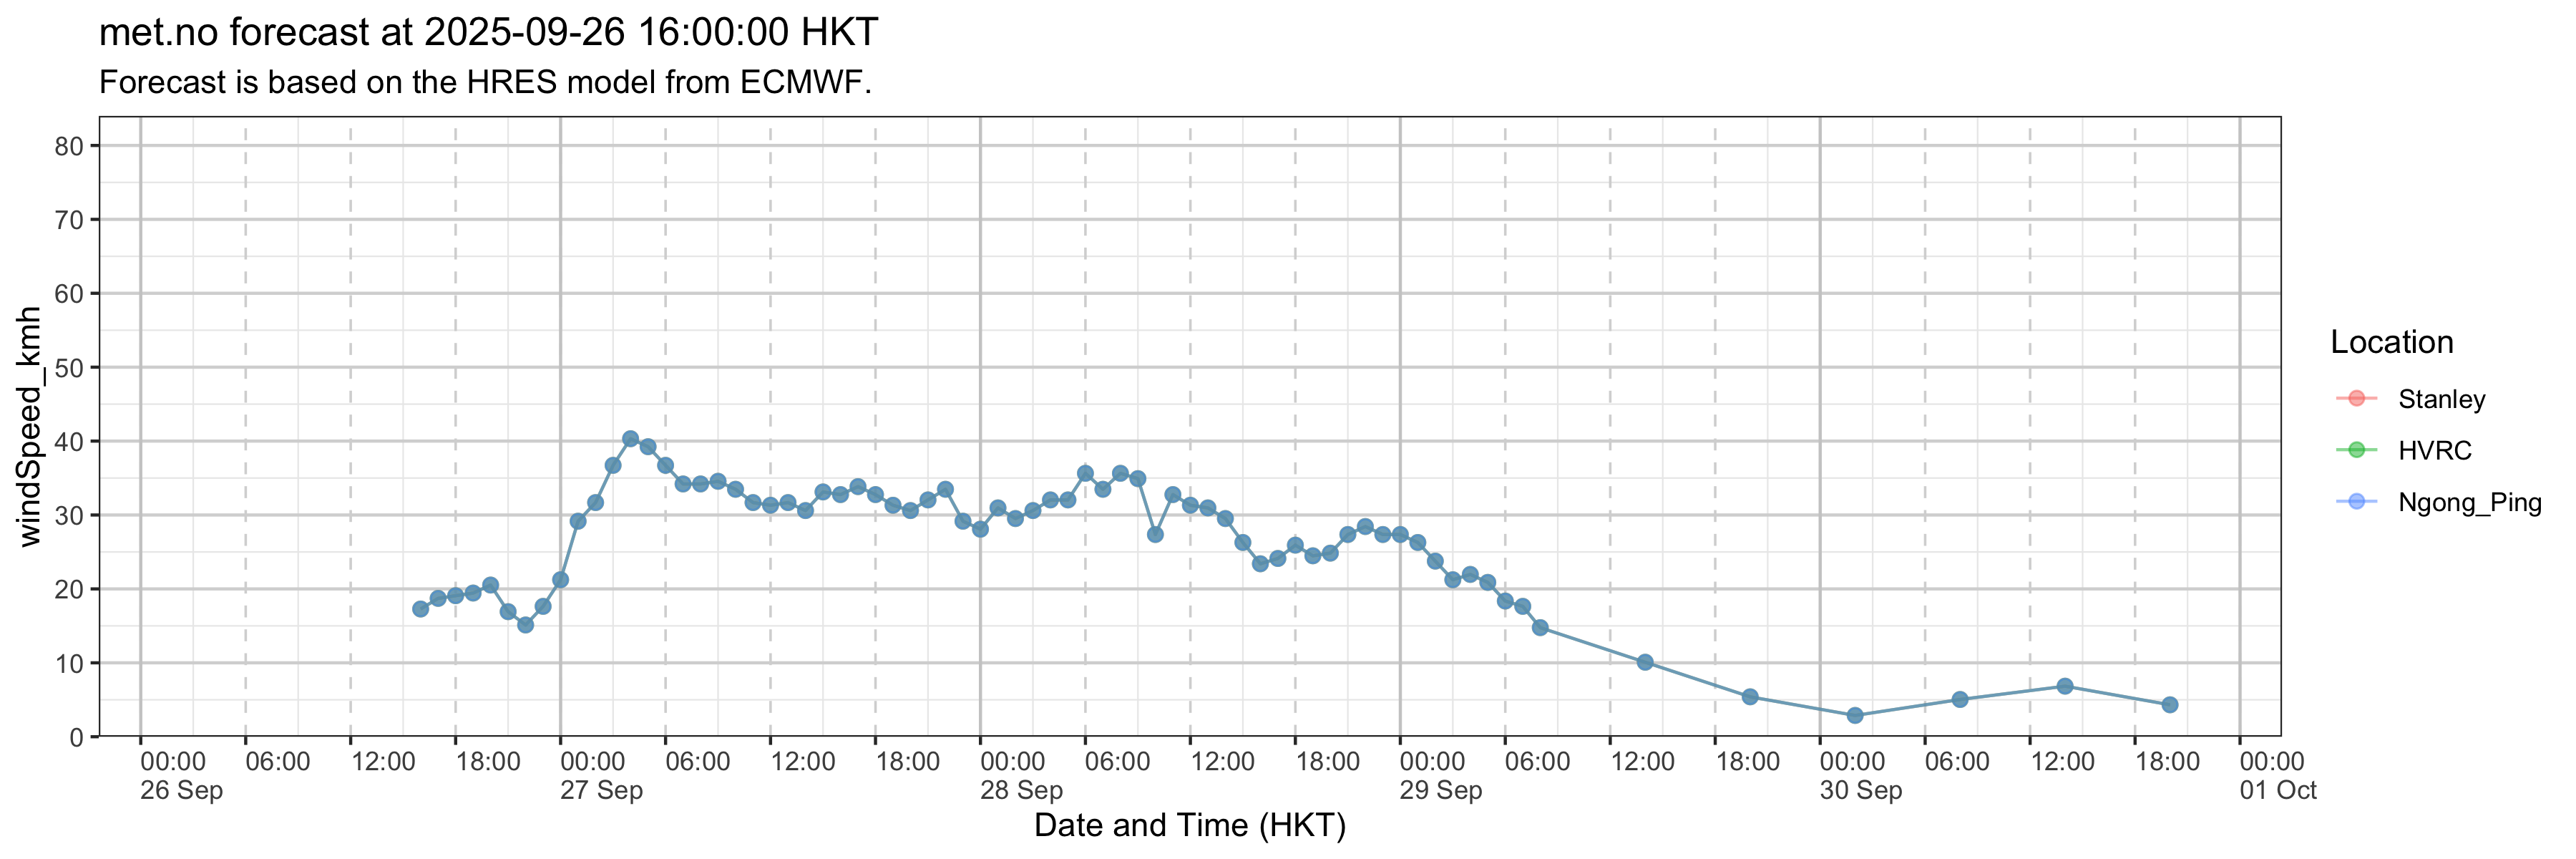 met.no forecast at 2025-09-26 16:00:00 HKT
Forecast is based on the HRES model from ECMWF.
windSpeed_kmh
80
70
60
50
40
30
20
10
0
00:00 06:00 12:00 18:00 00:00 06:00 12:00 18:00 00:00 06:00 12:00 18:00 00:00 06:00 12:00 18:00 00:00 06:00 12:00 18:00 00:00
26 Sep 27 Sep 28 Sep 29 Sep 30 Sep 01 Oct
Date and Time (HKT)
Location
Stanley
HVRC
Ngong_Ping